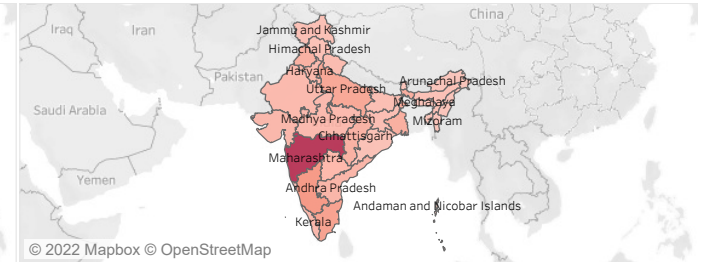 China
Iraq
Iran
Jammu and Kashmir
Himachal Pradesh
Haryana
Pakistan
Arunachal Pradesh
Uttar Pradesh
Meghalaya
Saudi Arabia
Madhya Pradesh
Mizoram
Chhattisgarh
Maharashtra
Yemen
Andhra Pradesh
Andaman and Nicobar Islands
Kerala
© 2022 Mapbox © OpenStreetMap